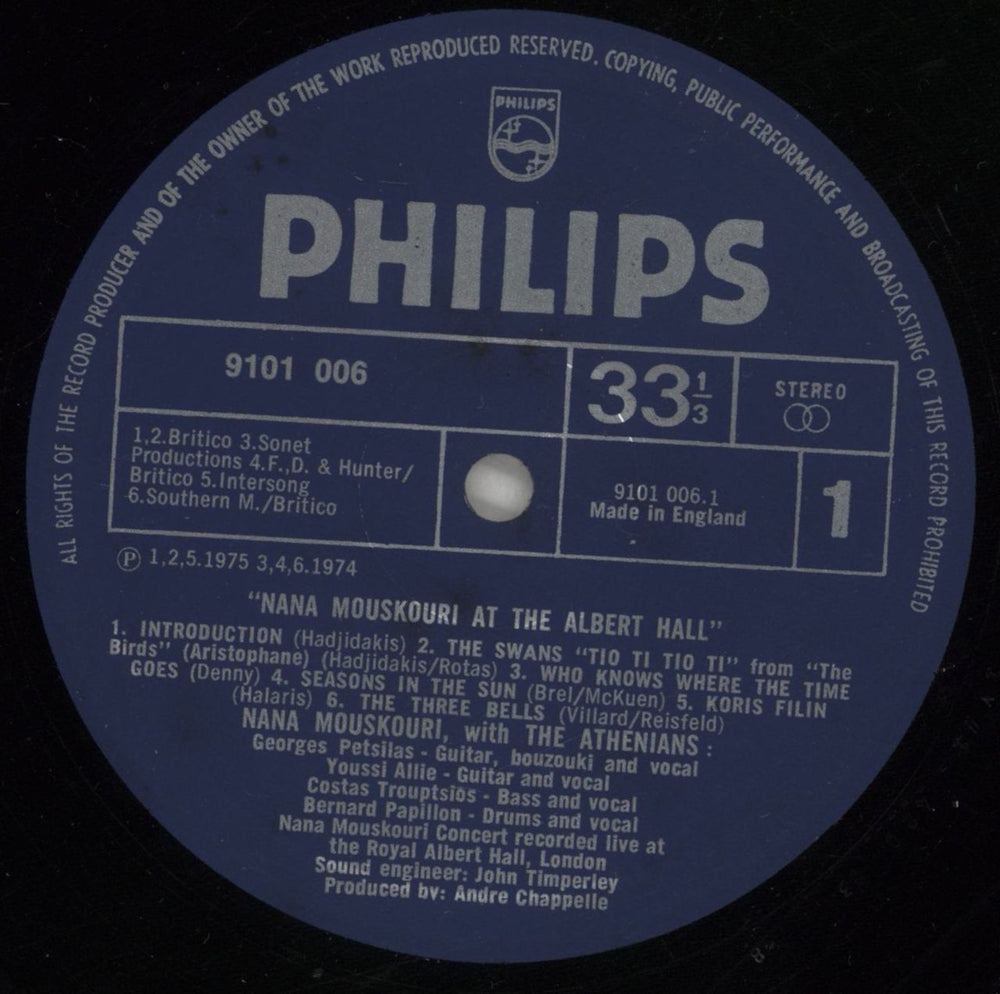 ALL RIGHTS OF THE RECORD PRODUCER AND OF THE OWNER OF THE WORK REPRODUCED RESERVED. COPYING, PUBLIC PERFORMANCE AND BROADCASTING OF THIS RECORD PROHIBITED
PHILIPS
PHILIPS
9101 006
33 1/3
STEREO
1,2.Britico 3.Sonet
Productions 4.F.,D. & Hunter/
Britico 5.Intersong
6.Southern M./Britico
9101 006.1
Made in England
1
Ⓟ 1,2,5.1975 3,4,6.1974
"NANA MOUSKOURI AT THE ALBERT HALL"
1. INTRODUCTION (Hadjidakis) 2. THE SWANS "TIO TI TIO TI" from "The
Birds" (Aristophane) (Hadjidakis/Rotas) 3. WHO KNOWS WHERE THE TIME
GOES (Denny) 4. SEASONS IN THE SUN (Brel/McKuen) 5. KORIS FILIN
(Halaris) 6. THE THREE BELLS (Villard/Reisfeld)
NANA MOUSKOURI, with THE ATHENIANS :
Georges Petsilas - Guitar, bouzouki and vocal
Youssi Allie - Guitar and vocal
Costas Trouptsios - Bass and vocal
Bernard Papillon - Drums and vocal
Nana Mouskouri Concert recorded live at
the Royal Albert Hall, London
Sound engineer: John Timperley
Produced by: Andre Chappelle